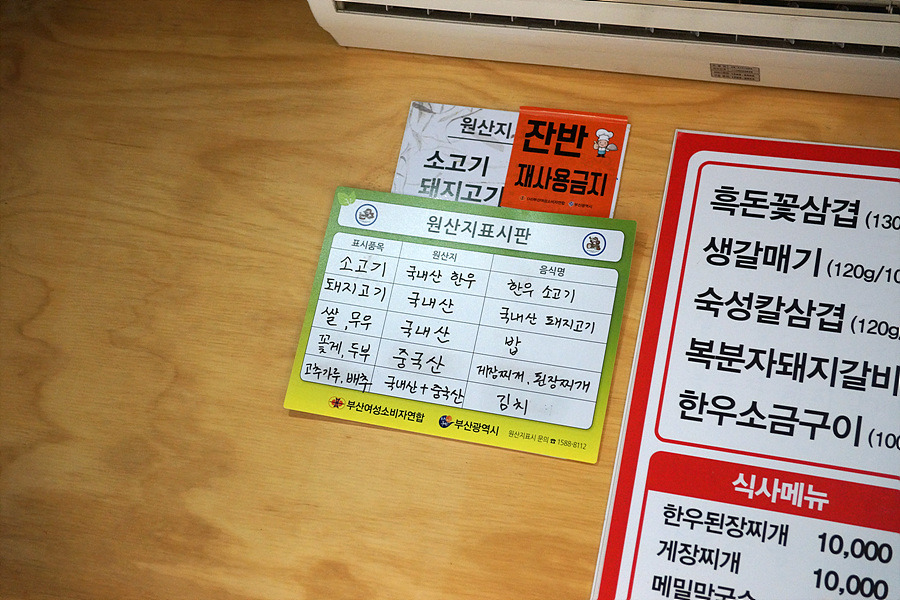 원산지
소고기
돼지고기
잔반
재사용금지
원산지표시판
표시품목 원산지 음식명
소고기 국내산 한우 한우 소고기
돼지고기 국내산 국내산 돼지고기
쌀, 무우 국내산 밥
꽃게, 두부 중국산 게장찌개, 된장찌개
고추가루, 배추 국내산+중국산 김치
부산여성소비자연합 부산광역시 원산지표시 문의 ☎ 1588-8112
흑돈꽃삼겹 (130
생갈매기 (120g/10
숙성칼삼겹 (120g
복분자돼지갈비
한우소금구이 (100
식사메뉴
한우된장찌개 10,000
게장찌개 10,000
메밀막국수